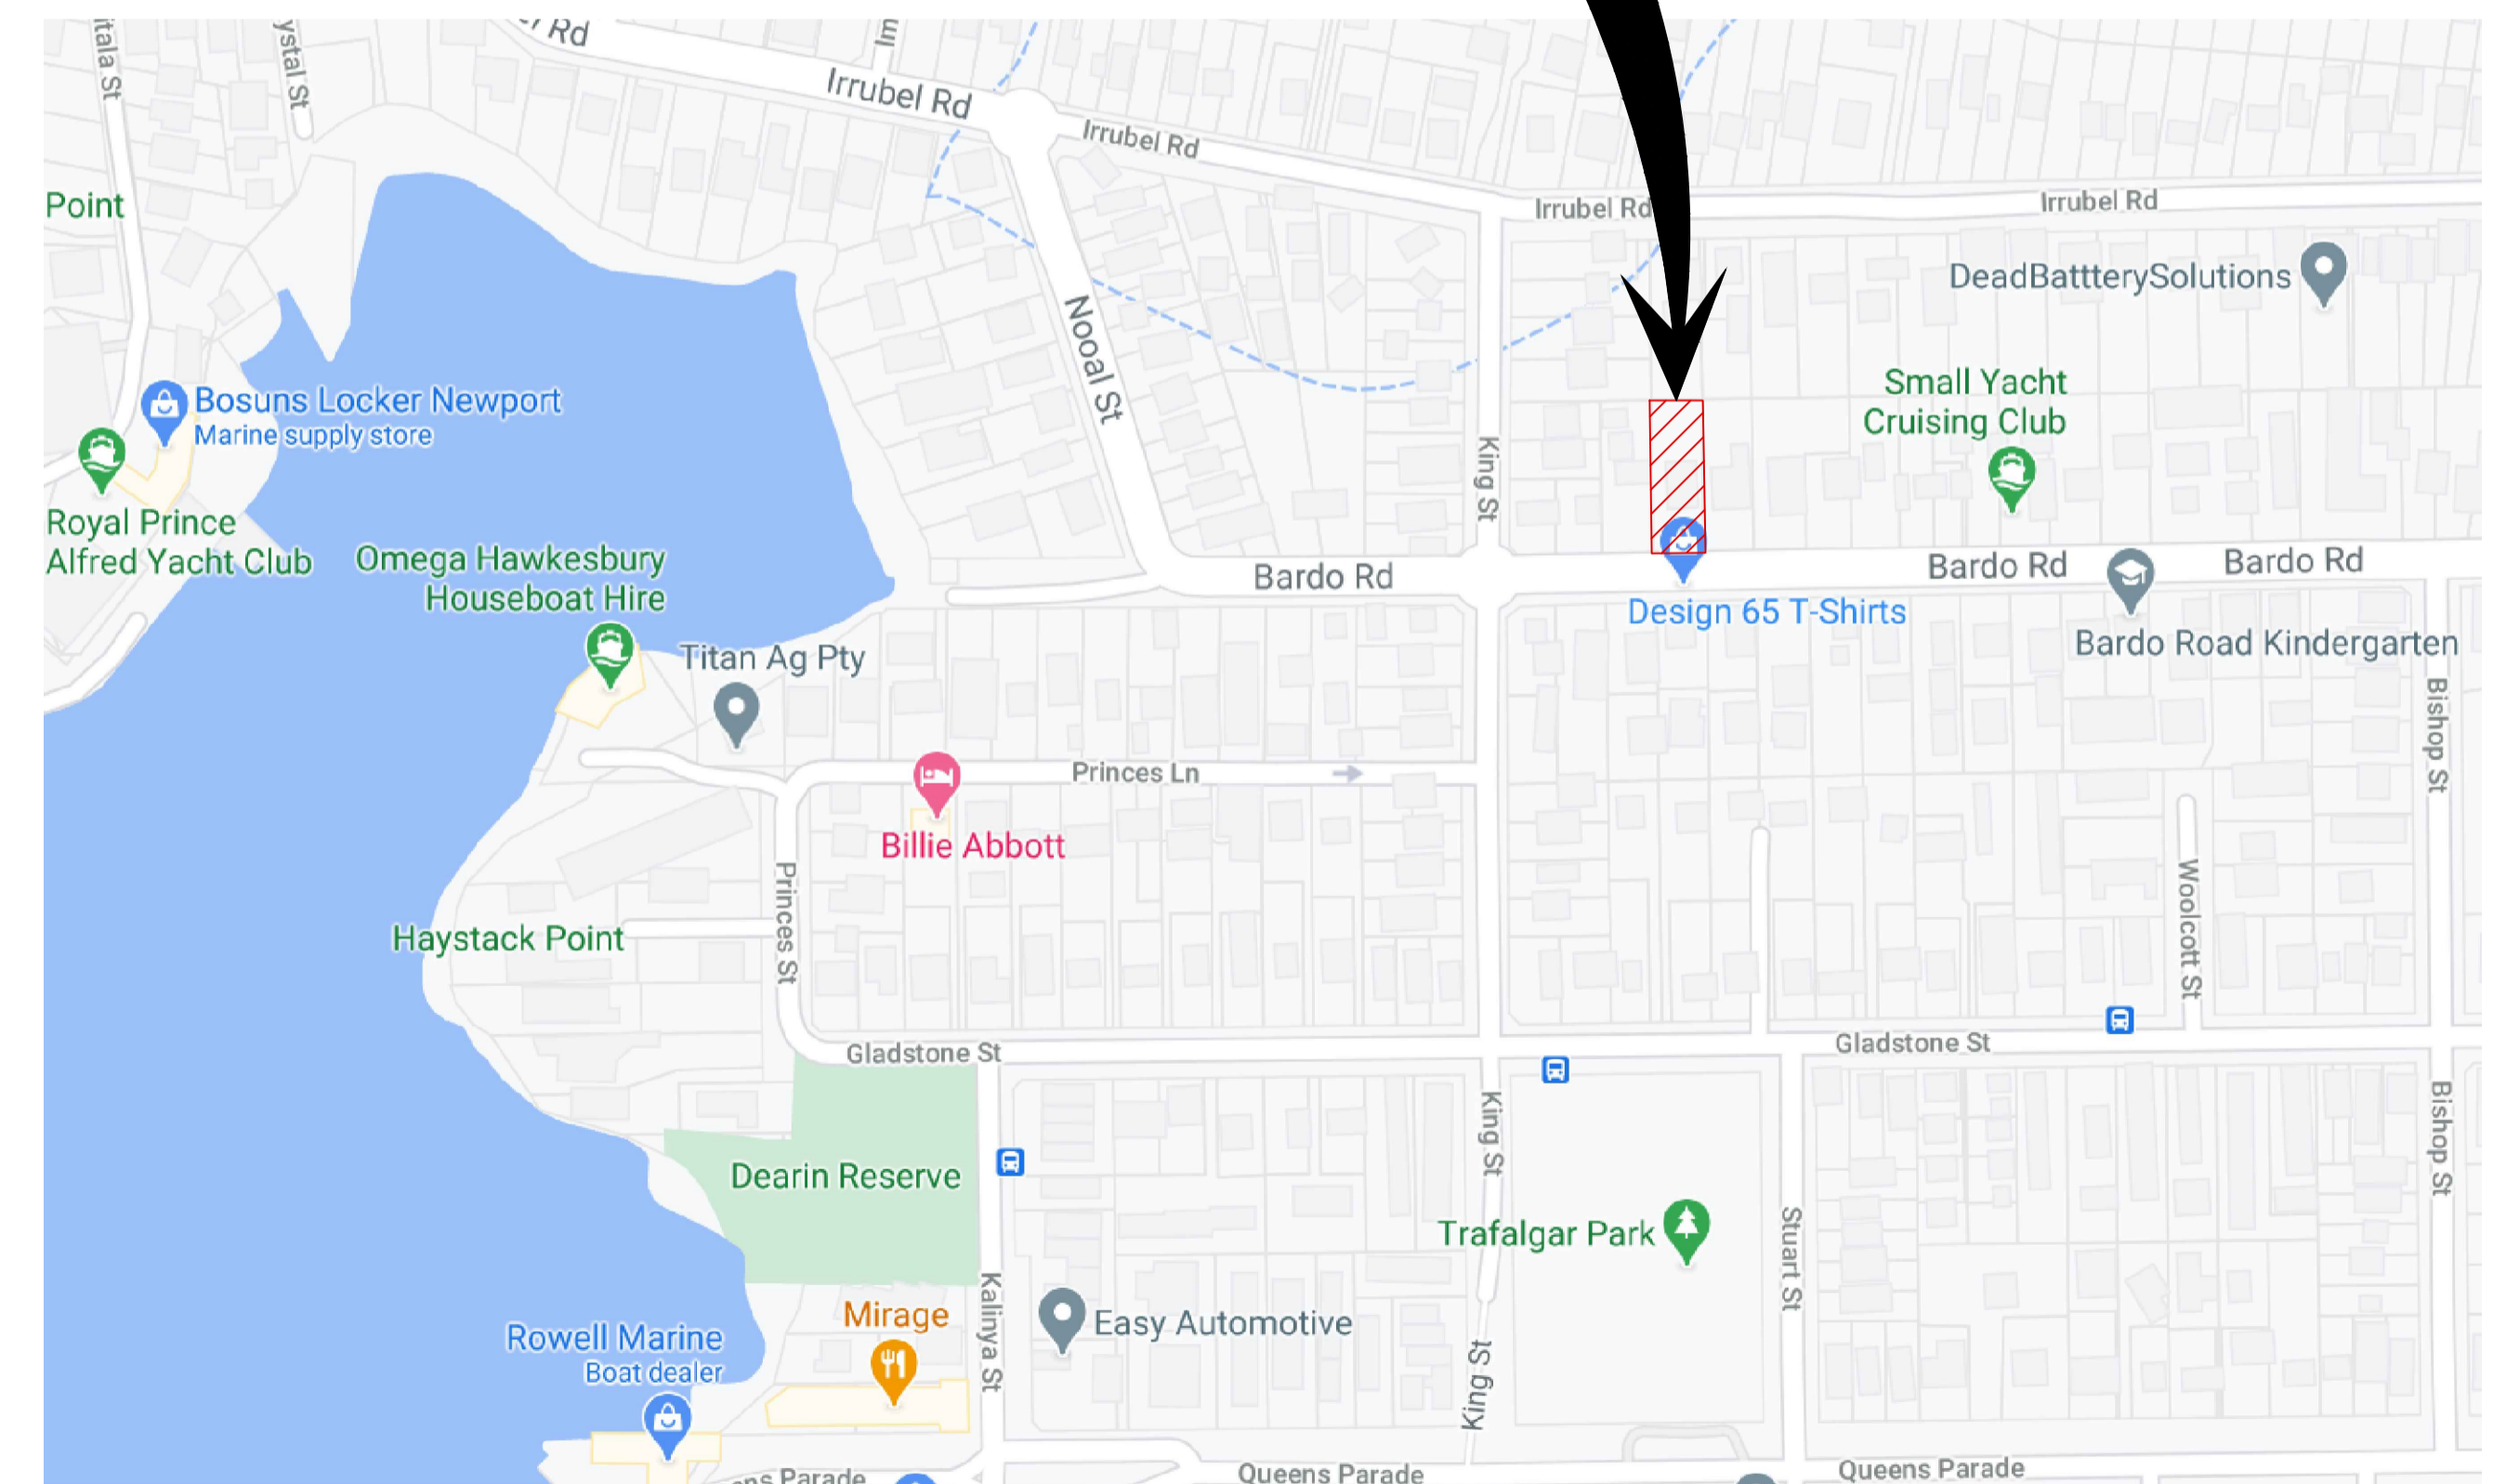 Rd
Irrubel Rd
Irrubel Rd
Irrubel Rd
Irrubel Rd
Point
DeadBattterySolutions
Nooal St
Bosuns Locker Newport
Marine supply store
Small Yacht
Cruising Club
King St
Royal Prince
Alfred Yacht Club
Omega Hawkesbury
Houseboat Hire
Bardo Rd
Bardo Rd
Bardo Rd
Design 65 T-Shirts
Bardo Road Kindergarten
Titan Ag Pty
Bishop St
Princes Ln
Billie Abbott
Princes St
Woolcott St
Haystack Point
Gladstone St
Gladstone St
King St
Bishop St
Dearin Reserve
Trafalgar Park
Stuart St
Kalinya St
Mirage
Easy Automotive
Rowell Marine
Boat dealer
King St
Parade
Queens Parade
Queens Parade